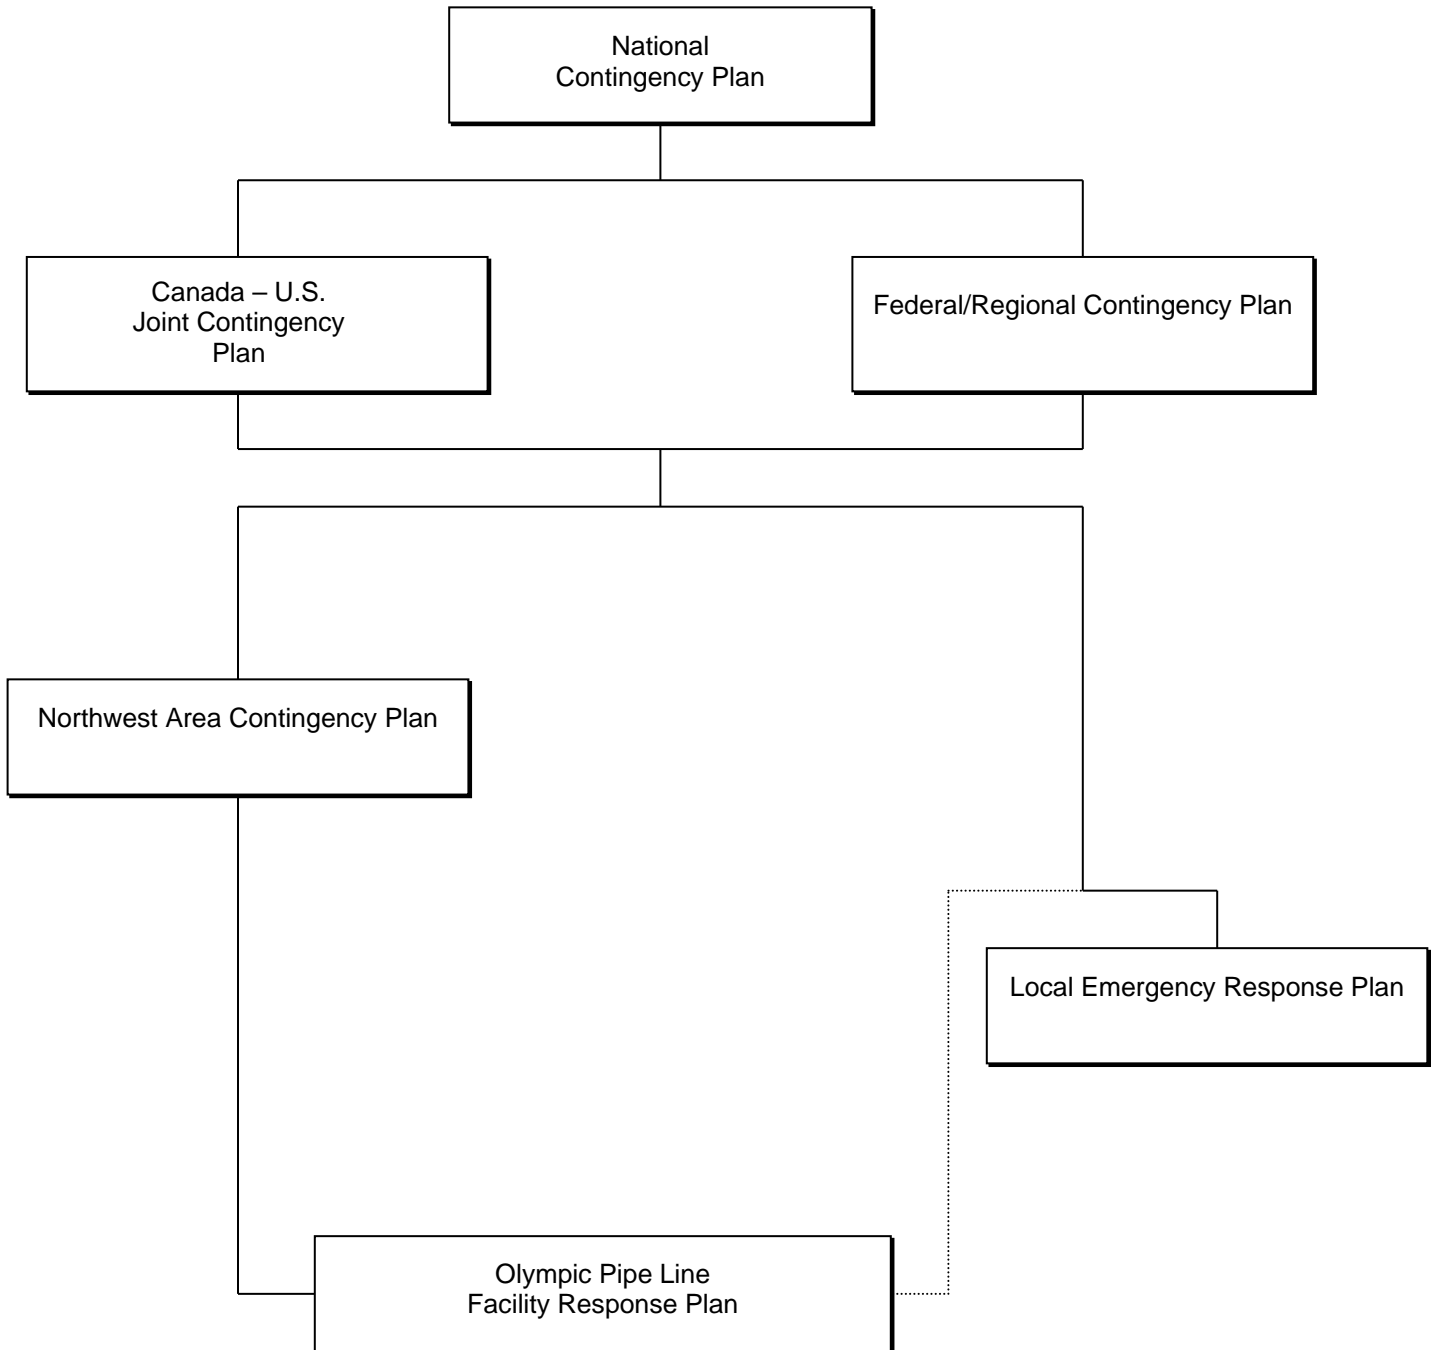 National
Contingency Plan
Canada – U.S.
Joint Contingency
Plan
Federal/Regional Contingency Plan
Northwest Area Contingency Plan
Local Emergency Response Plan
Olympic Pipe Line
Facility Response Plan